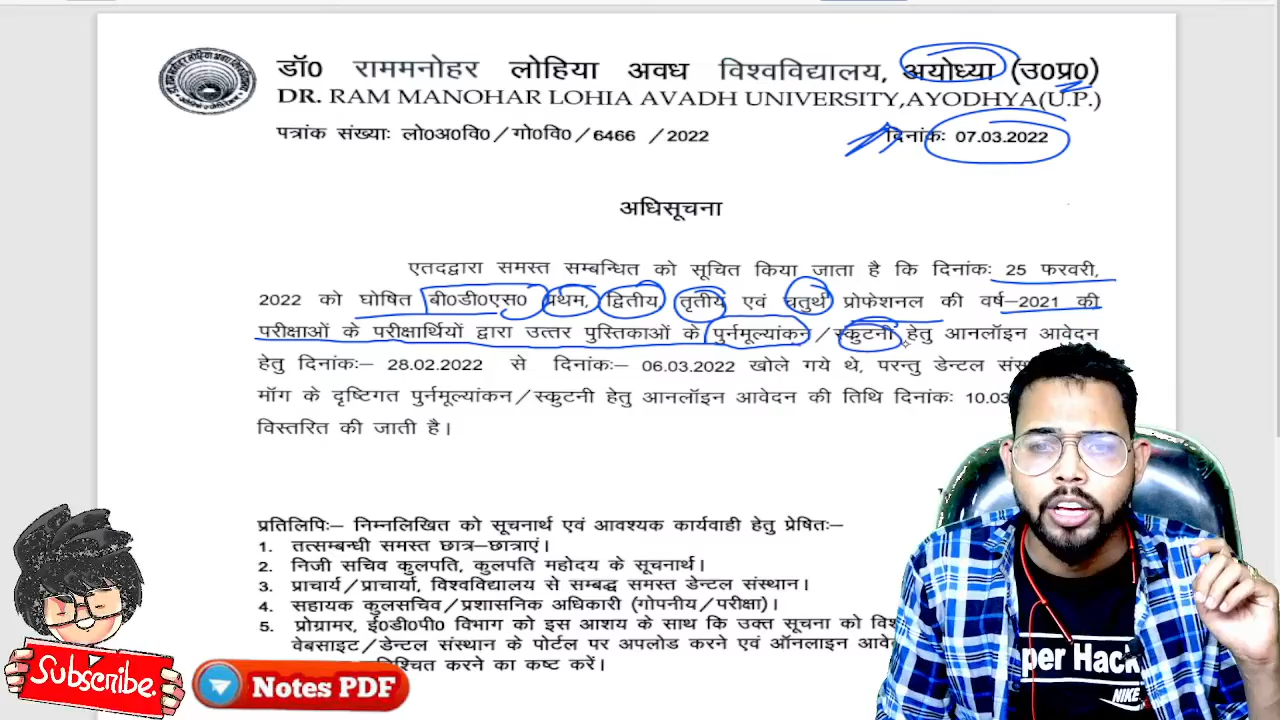 डॉ0 राममनोहर लोहिया अवध विश्वविद्यालय, अयोध्या (उ0प्र0)
DR. RAM MANOHAR LOHIA AVADH UNIVERSITY,AYODHYA(U.P.)
पत्रांक संख्याः लो0अ0वि0/गो0वि0/6466 /2022 दिनांकः 07.03.2022
अधिसूचना
एतदद्वारा समस्त सम्बन्धित को सूचित किया जाता है कि दिनांकः 25 फरवरी,
2022 को घोषित बी0डी0एस0 प्रथम, द्वितीय तृतीय एवं चतुर्थ प्रोफेशनल की वर्ष–2021 की
परीक्षाओं के परीक्षार्थियों द्वारा उत्तर पुस्तिकाओं के पुर्नमूल्यांकन/स्कुटनी हेतु आनलॉइन आवेदन
हेतु दिनांकः 28.02.2022 से दिनांकः 06.03.2022 खोले गये थे, परन्तु डेन्टल
मॉग के दृष्टिगत पुर्नमूल्यांकन/स्कुटनी हेतु आनलॉइन आवेदन की तिथि दिनांकः
विस्तरित की जाती है।
प्रतिलिपिः– निम्नलिखित को सूचनार्थ एवं आवश्यक कार्यवाही हेतु प्रेषितः–
1. तत्सम्बन्धी समस्त छात्र–छात्राएं।
2. निजी सचिव कुलपति, कुलपति महोदय के सूचनार्थ।
3. प्राचार्य/प्राचार्या, विश्वविद्यालय से सम्बद्ध समस्त डेन्टल संस्थान।
4. सहायक कुलसचिव/प्रशासनिक अधिकारी (गोपनीय/परीक्षा)।
5. प्रोग्रामर, ई0डी0पी0 विभाग को इस आशय के साथ कि उक्त सूचना को
वेबसाइट/डेन्टल संस्थान के पोर्टल पर अपलोड करने एवं ऑनलाइन
करने का कष्ट करें।
Subscribe.
Notes PDF
per Hack
NIKE